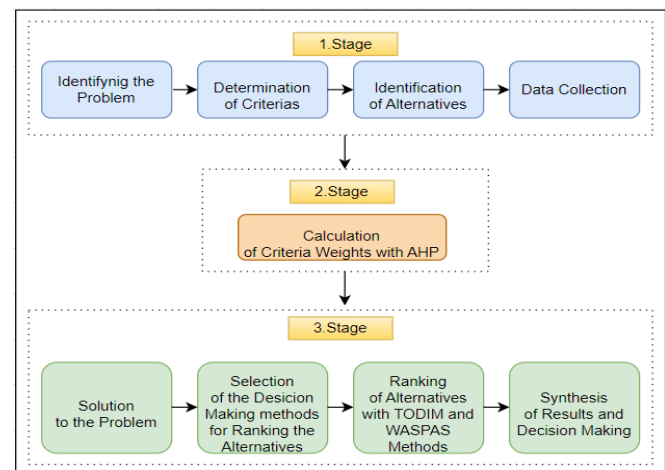 1.Stage
Identifynig the
Problem
Determination
of Criterias
Identification
of Alternatives
Data Collection
2.Stage
Calculation
of Criteria Weights with AHP
3.Stage
Solution
to the Problem
Selection
of the Desicion
Making methods
for Ranking the
Alternatives
Ranking
of Alternatives
with TODIM and
WASPAS
Methods
Synthesis
of Results and
Decision Making